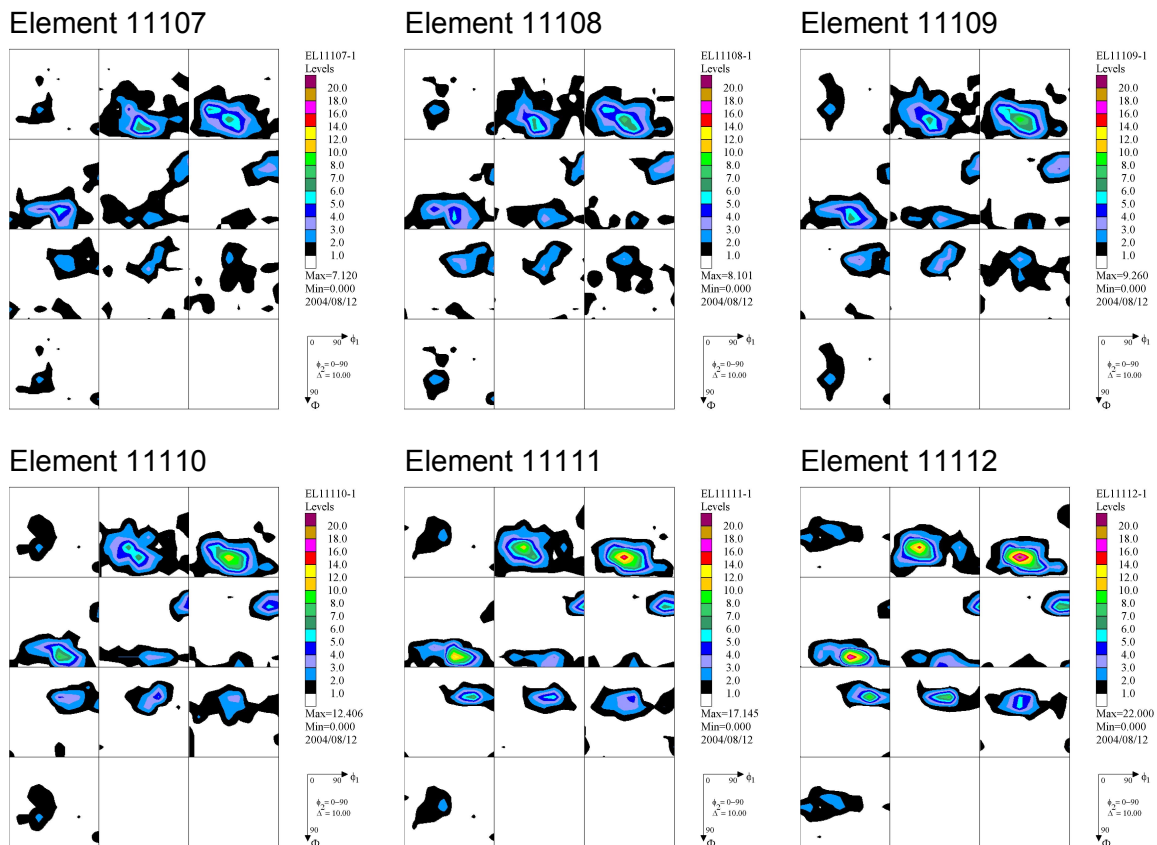 Element 11107
EL11107-1
Levels
20.0
18.0
16.0
14.0
12.0
10.0
8.0
7.0
6.0
5.0
4.0
3.0
2.0
1.0
Max=7.120
Min=0.000
2004/08/12
0 90 ϕ1
ϕ2 = 0-90
Δ = 10.00
90
Φ
Element 11108
EL11108-1
Levels
20.0
18.0
16.0
14.0
12.0
10.0
8.0
7.0
6.0
5.0
4.0
3.0
2.0
1.0
Max=8.101
Min=0.000
2004/08/12
0 90 ϕ1
ϕ2 = 0-90
Δ = 10.00
90
Φ
Element 11109
EL11109-1
Levels
20.0
18.0
16.0
14.0
12.0
10.0
8.0
7.0
6.0
5.0
4.0
3.0
2.0
1.0
Max=9.260
Min=0.000
2004/08/12
0 90 ϕ1
ϕ2 = 0-90
Δ = 10.00
90
Φ
Element 11110
EL11110-1
Levels
20.0
18.0
16.0
14.0
12.0
10.0
8.0
7.0
6.0
5.0
4.0
3.0
2.0
1.0
Max=12.406
Min=0.000
2004/08/12
0 90 ϕ1
ϕ2 = 0-90
Δ = 10.00
90
Φ
Element 11111
EL11111-1
Levels
20.0
18.0
16.0
14.0
12.0
10.0
8.0
7.0
6.0
5.0
4.0
3.0
2.0
1.0
Max=17.145
Min=0.000
2004/08/12
0 90 ϕ1
ϕ2 = 0-90
Δ = 10.00
90
Φ
Element 11112
EL11112-1
Levels
20.0
18.0
16.0
14.0
12.0
10.0
8.0
7.0
6.0
5.0
4.0
3.0
2.0
1.0
Max=22.000
Min=0.000
2004/08/12
0 90 ϕ1
ϕ2 = 0-90
Δ = 10.00
90
Φ